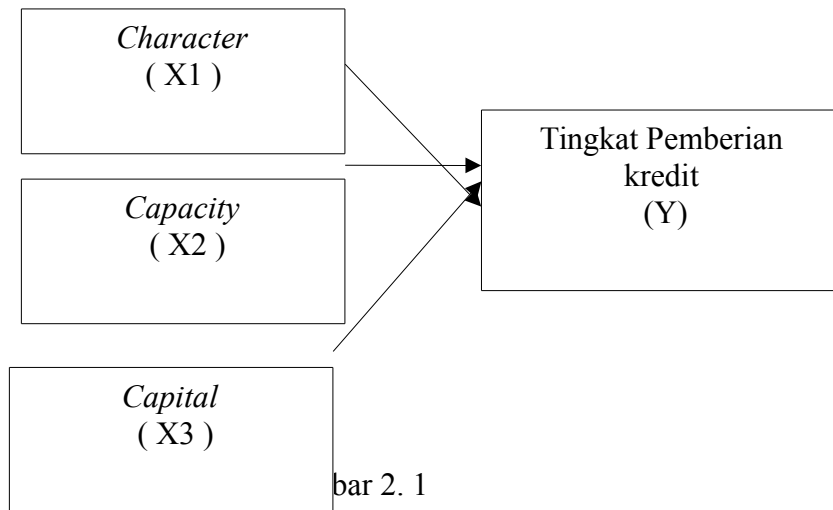 Character
( X1 )
Tingkat Pemberian
kredit
(Y)
Capacity
( X2 )
Capital
( X3 )
bar 2. 1